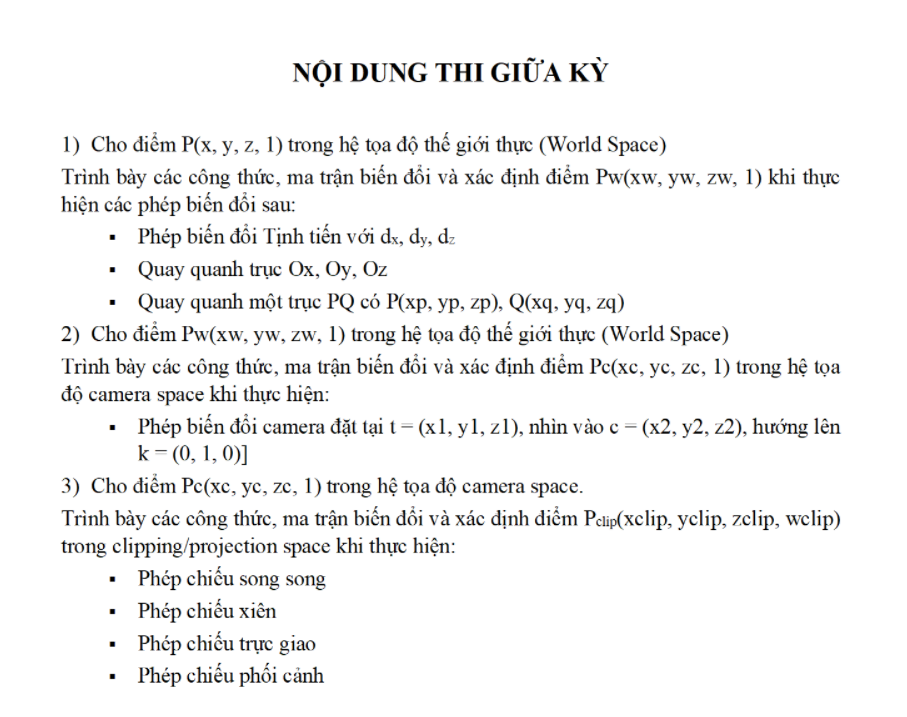 NỘI DUNG THI GIỮA KỲ
1) Cho điểm P(x, y, z, 1) trong hệ tọa độ thế giới thực (World Space)
Trình bày các công thức, ma trận biến đổi và xác định điểm Pw(xw, yw, zw, 1) khi thực
hiện các phép biến đổi sau:
▪ Phép biến đổi Tịnh tiến với dx, dy, dz
▪ Quay quanh trục Ox, Oy, Oz
▪ Quay quanh một trục PQ có P(xp, yp, zp), Q(xq, yq, zq)
2) Cho điểm Pw(xw, yw, zw, 1) trong hệ tọa độ thế giới thực (World Space)
Trình bày các công thức, ma trận biến đổi và xác định điểm Pc(xc, yc, zc, 1) trong hệ tọa
độ camera space khi thực hiện:
▪ Phép biến đổi camera đặt tại t = (x1, y1, z1), nhìn vào c = (x2, y2, z2), hướng lên
k = (0, 1, 0)]
3) Cho điểm Pc(xc, yc, zc, 1) trong hệ tọa độ camera space.
Trình bày các công thức, ma trận biến đổi và xác định điểm Pclip(xclip, yclip, zclip, wclip)
trong clipping/projection space khi thực hiện:
▪ Phép chiếu song song
▪ Phép chiếu xiên
▪ Phép chiếu trực giao
▪ Phép chiếu phối cảnh